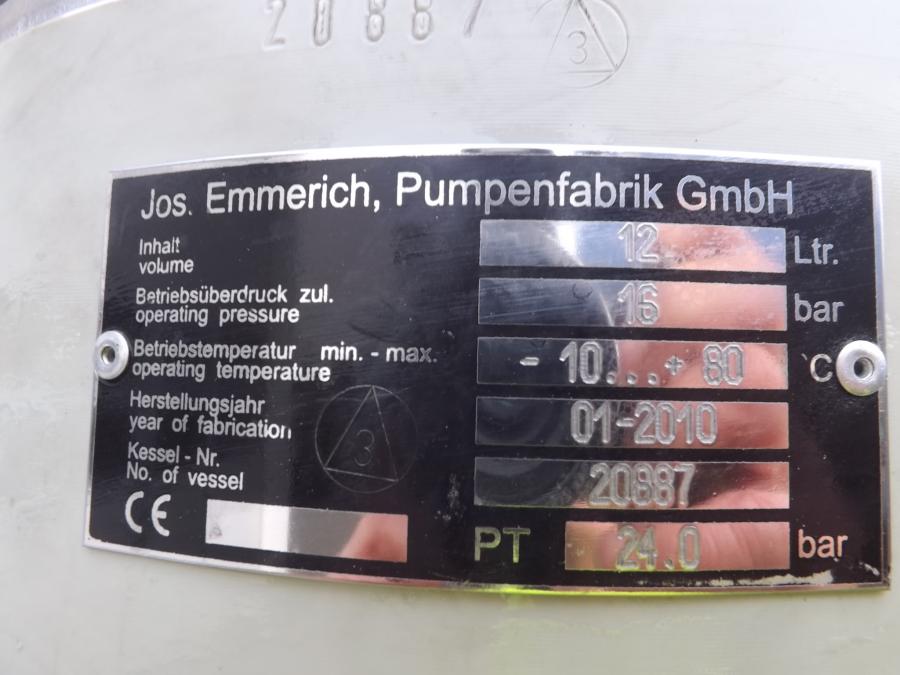 20887 3
Jos. Emmerich, Pumpenfabrik GmbH
Inhalt
volume
12 Ltr.
Betriebsüberdruck zul.
operating pressure
16 bar
Betriebstemperatur min. - max.
operating temperature
- 10...+ 80 °C
Herstellungsjahr
year of fabrication
01-2010
3
Kessel - Nr.
No. of vessel
20887
CE
PT 24.0 bar